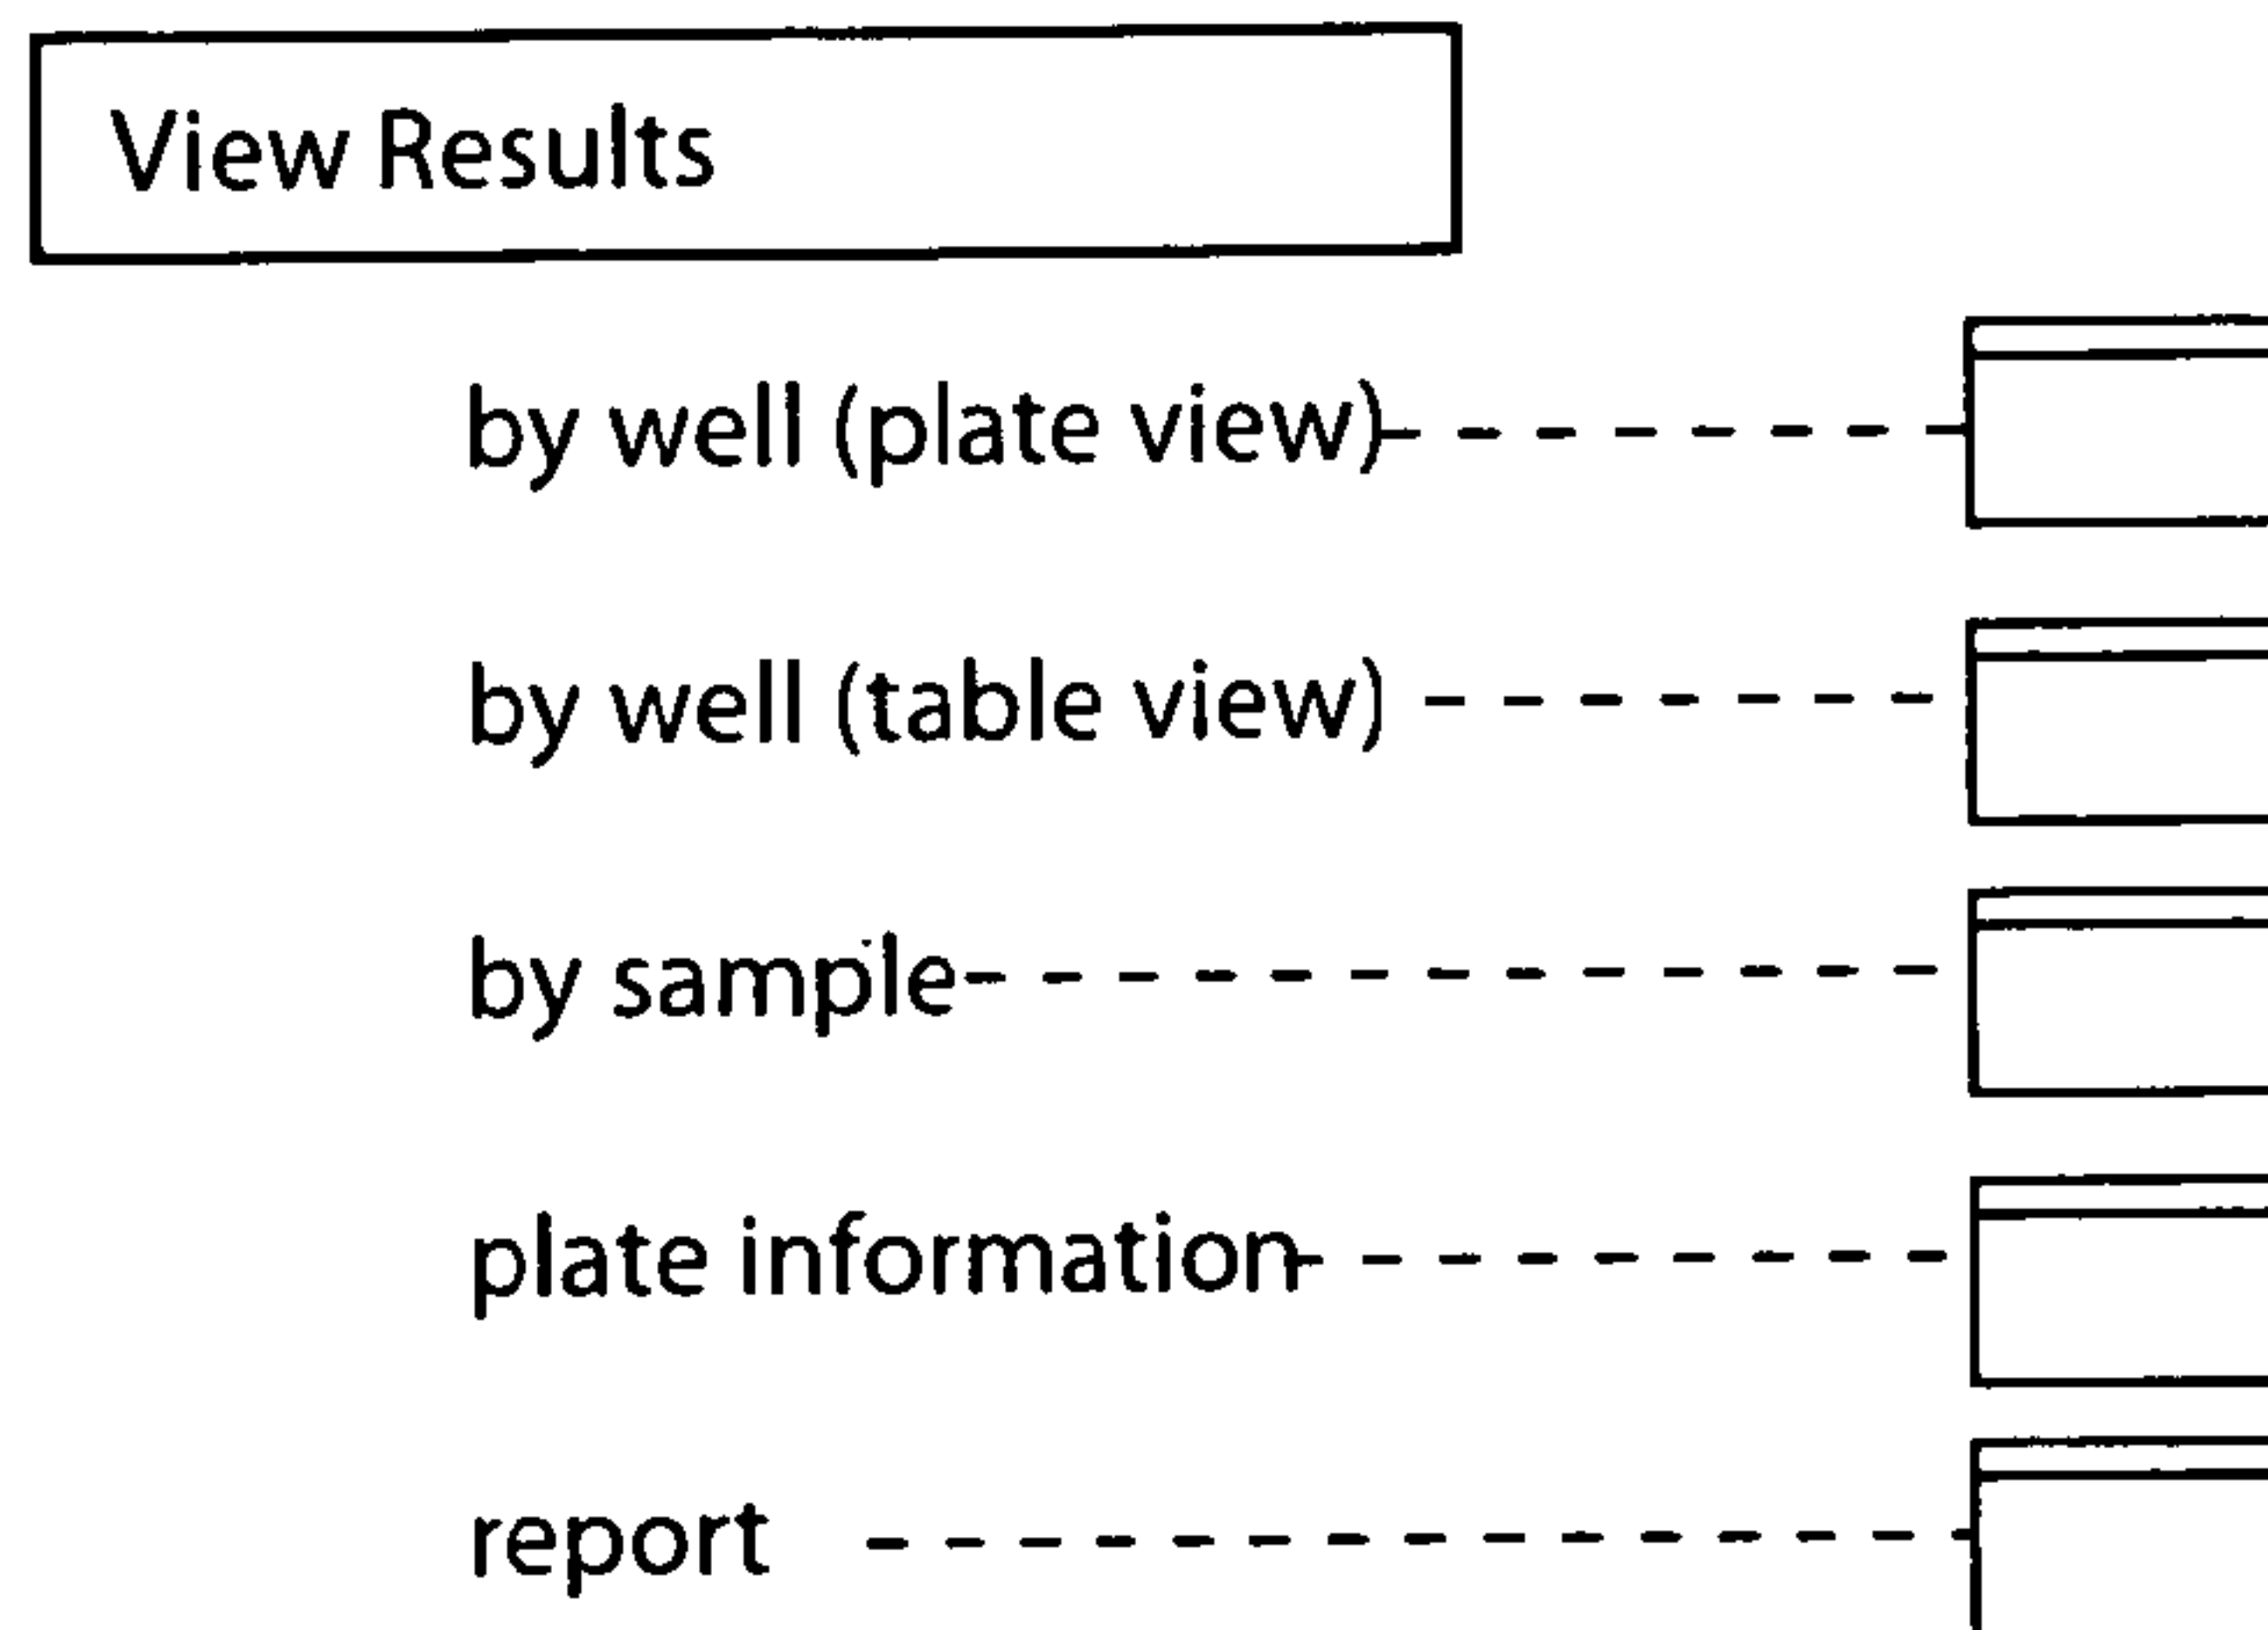 View Results
by well (plate view)
by well (table view)
by sample
plate information
report